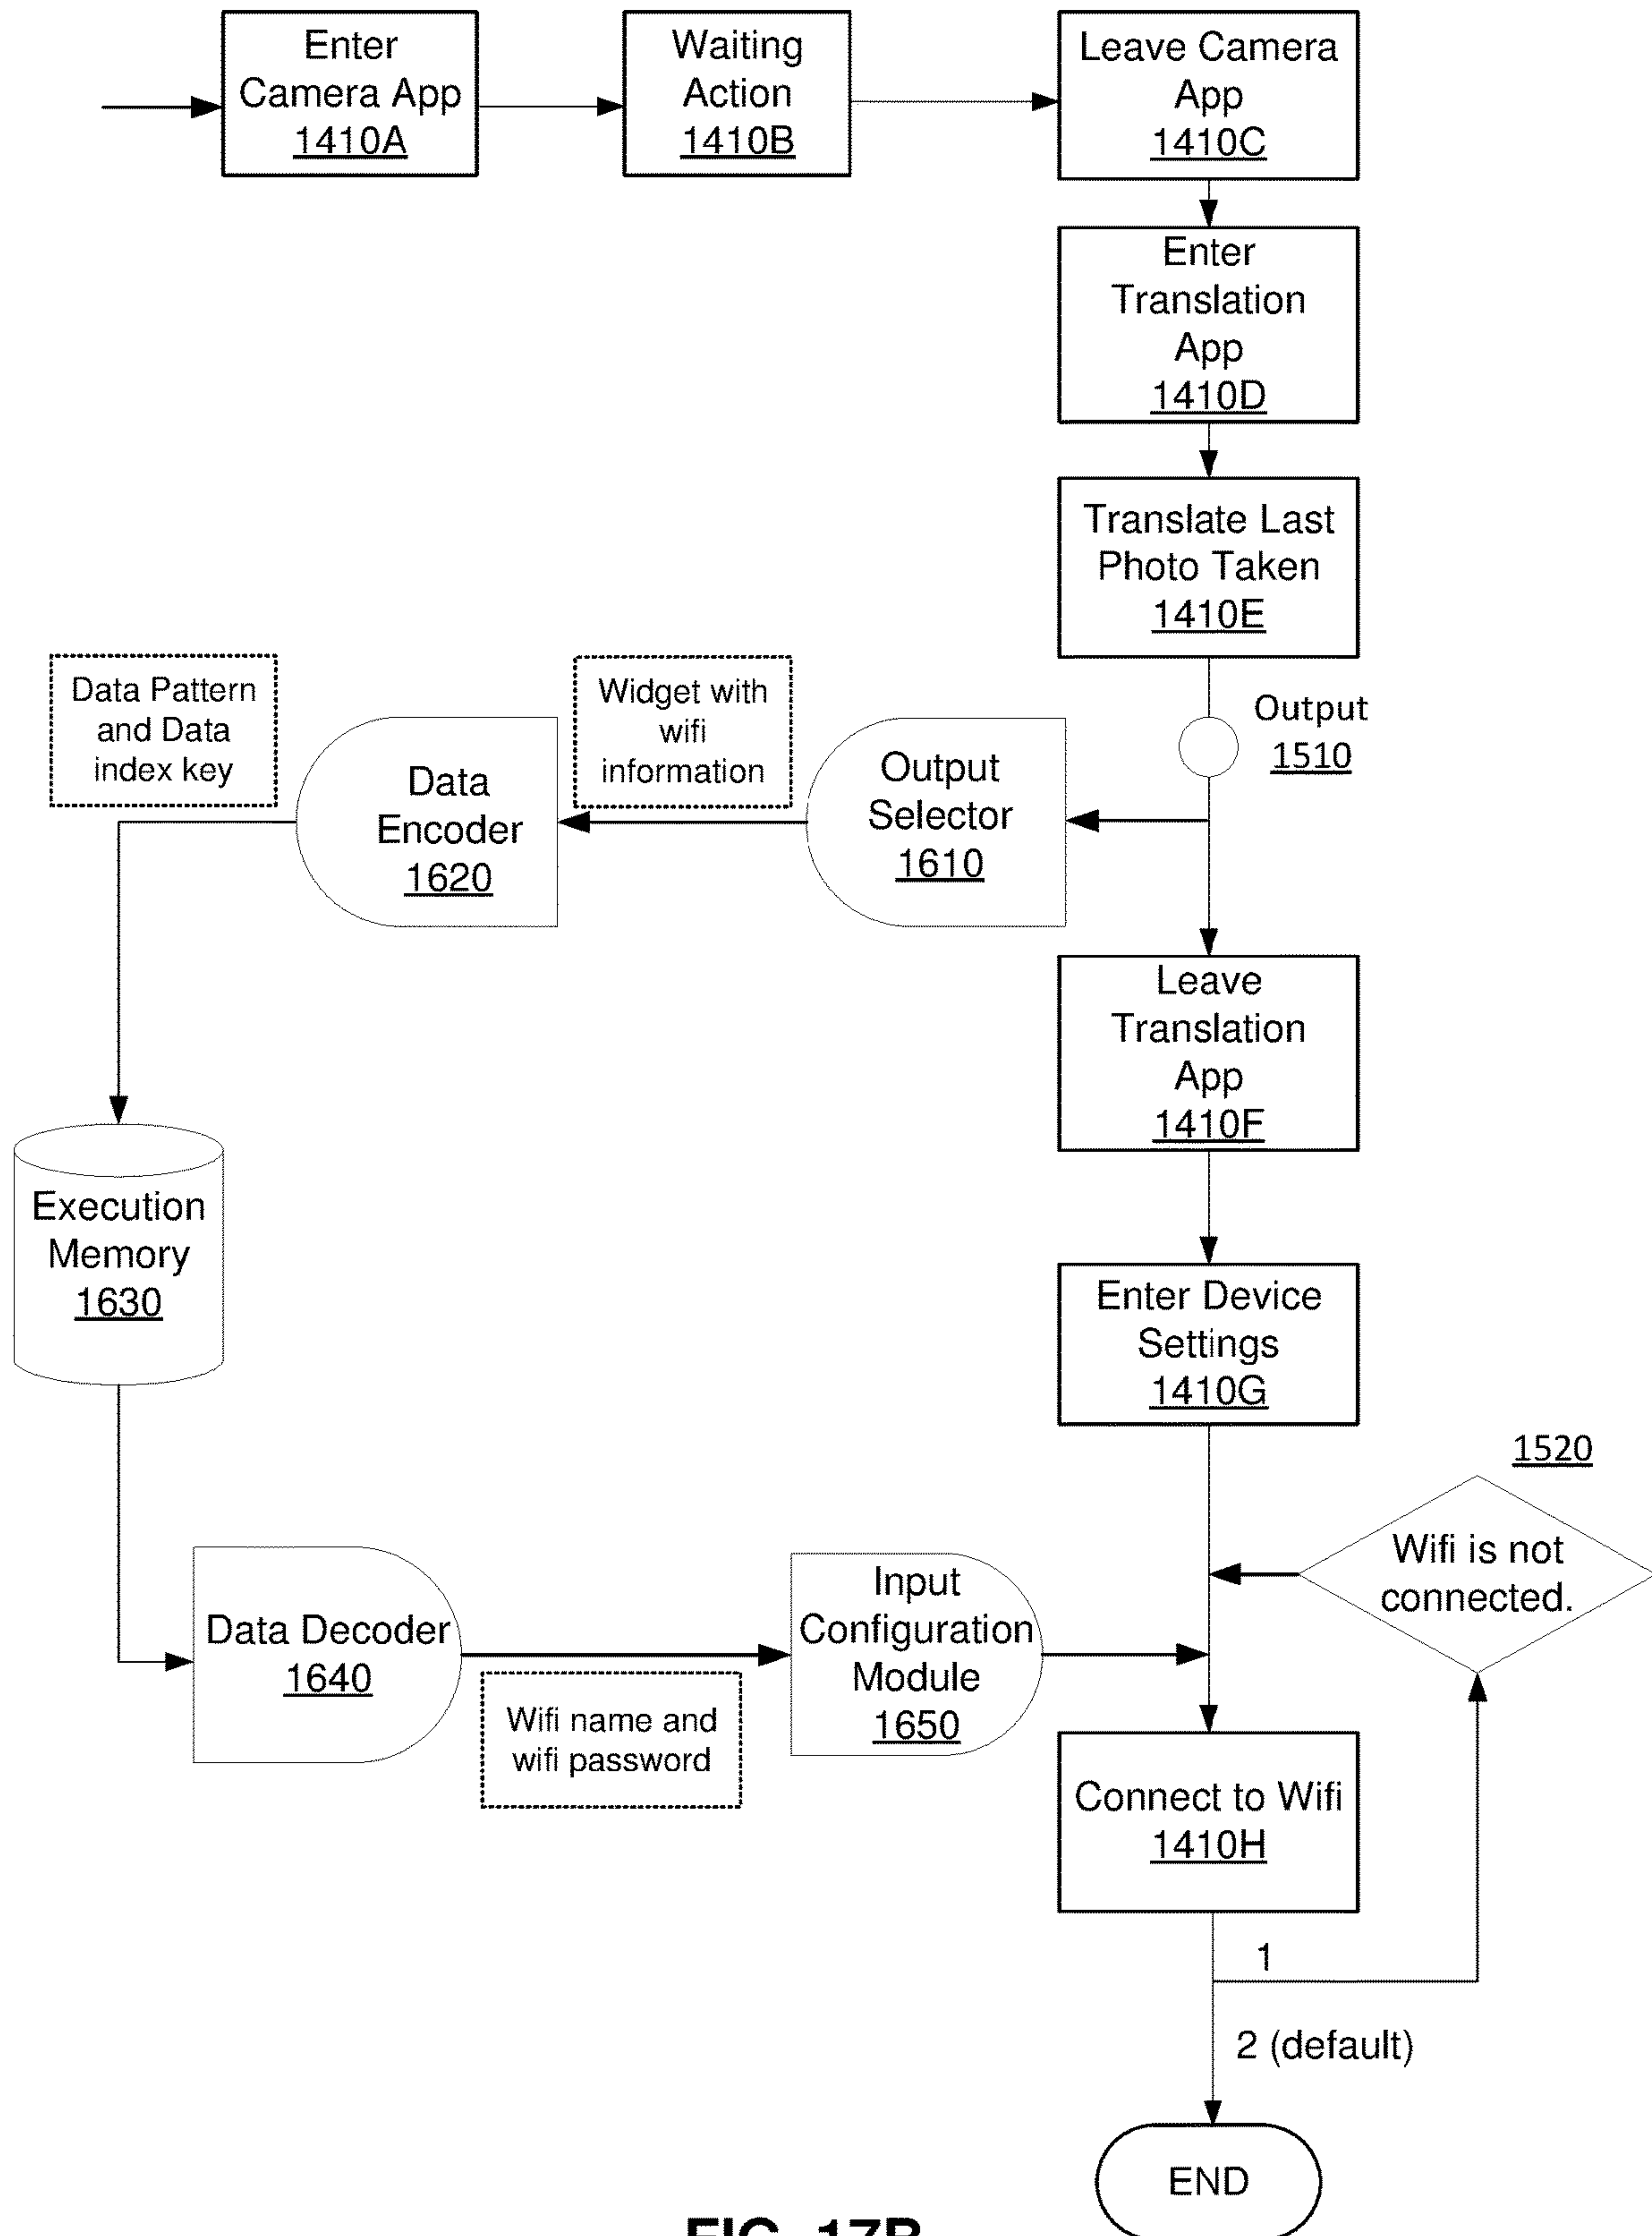 Enter
Camera App
1410A
Waiting
Action
1410B
Leave Camera
App
1410C
Enter
Translation
App
1410D
Translate Last
Photo Taken
1410E
Output
1510
Output
Selector
1610
Widget with
wifi
information
Data
Encoder
1620
Data Pattern
and Data
index key
Execution
Memory
1630
Leave
Translation
App
1410F
Enter Device
Settings
1410G
1520
Wifi is not
connected.
Data Decoder
1640
Wifi name and
wifi password
Input
Configuration
Module
1650
Connect to Wifi
1410H
1
2 (default)
END
FIG. 17B